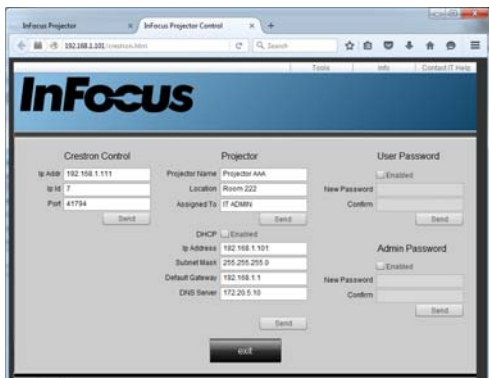 InFocus Projector
InFocus Projector Control
192.168.1.101/crestron.htm
Search
Tools
Info
Contact IT Help
InFocus
Crestron Control
Ip Addr 192.168.1.111
Ip Id 7
Port 41794
Send
Projector
Projector Name Projector AAA
Location Room 222
Assigned To IT ADMIN
Send
DHCP Enabled
Ip Address 192.168.1.101
Subnet Mask 255.255.255.0
Default Gateway 192.168.1.1
DNS Server 172.20.5.10
Send
exit
User Password
Enabled
New Password
Confirm
Send
Admin Password
Enabled
New Password
Confirm
Send